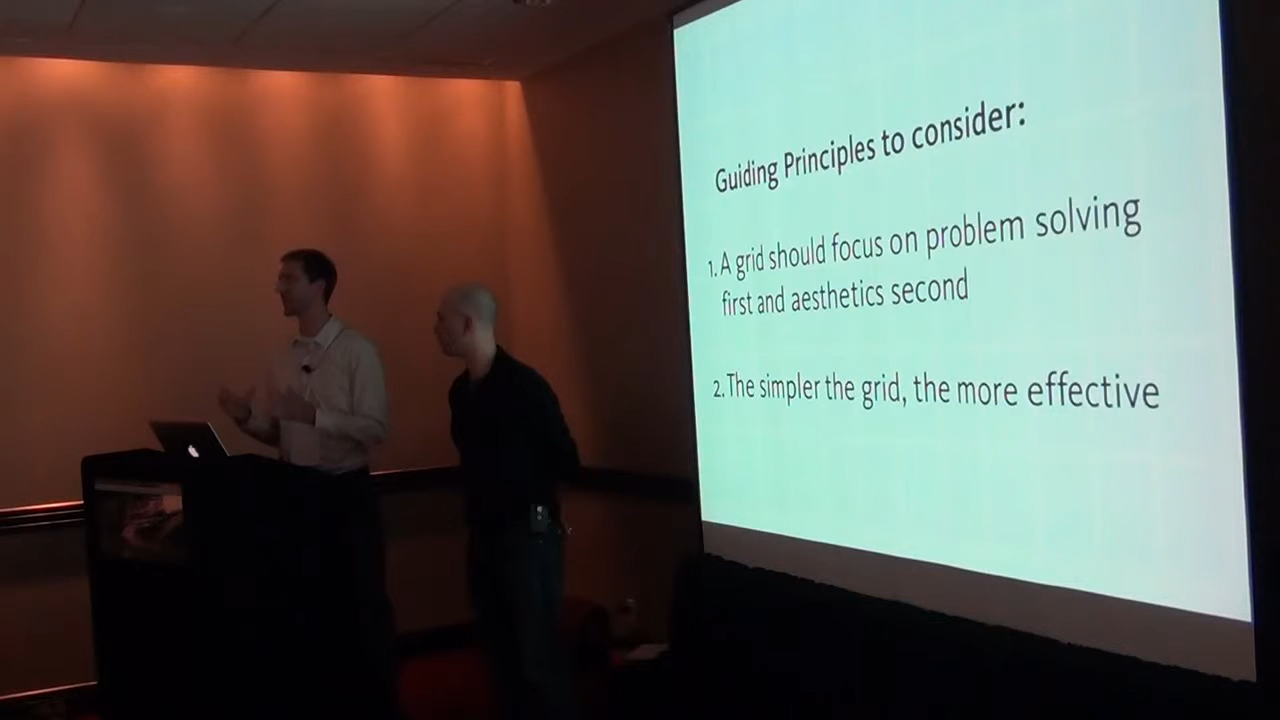 Guiding Principles to consider:
1. A grid should focus on problem solving
first and aesthetics second
2. The simpler the grid, the more effective